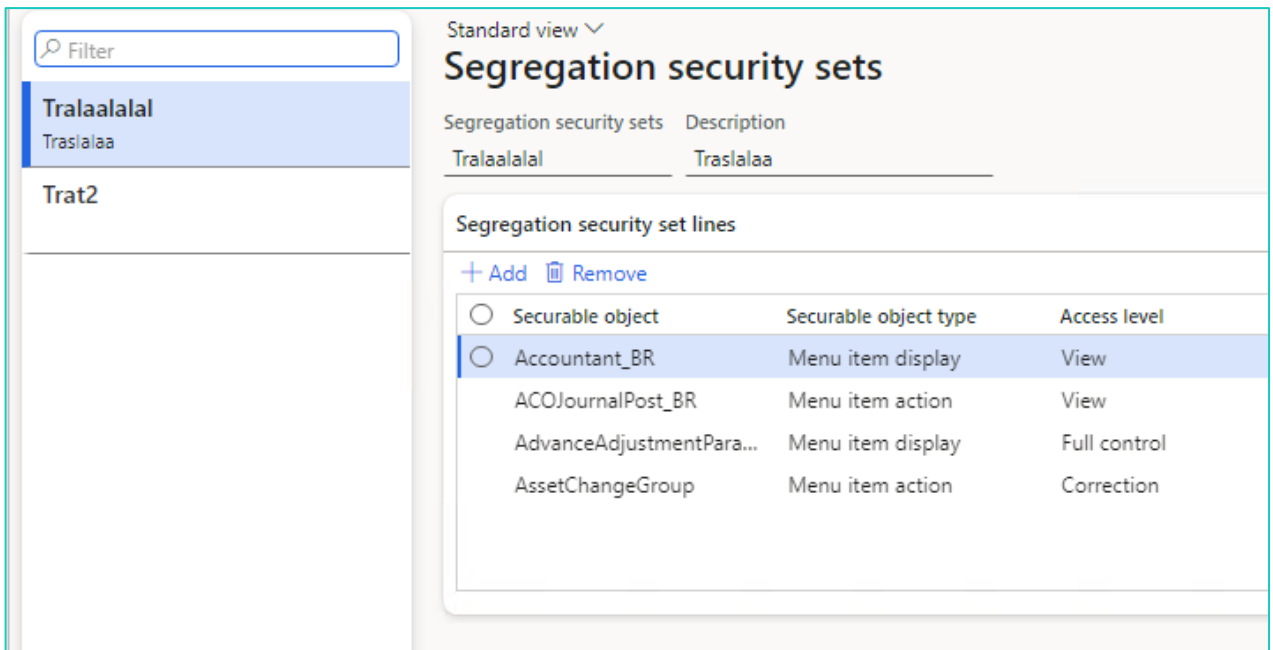 Filter
Tralaalalal
Traslalaa
Trat2
Standard view
Segregation security sets
Segregation security sets Description
Tralaalalal Traslalaa
Segregation security set lines
Add Remove
Securable object Securable object type Access level
Accountant_BR Menu item display View
ACOJournalPost_BR Menu item action View
AdvanceAdjustmentPara... Menu item display Full control
AssetChangeGroup Menu item action Correction